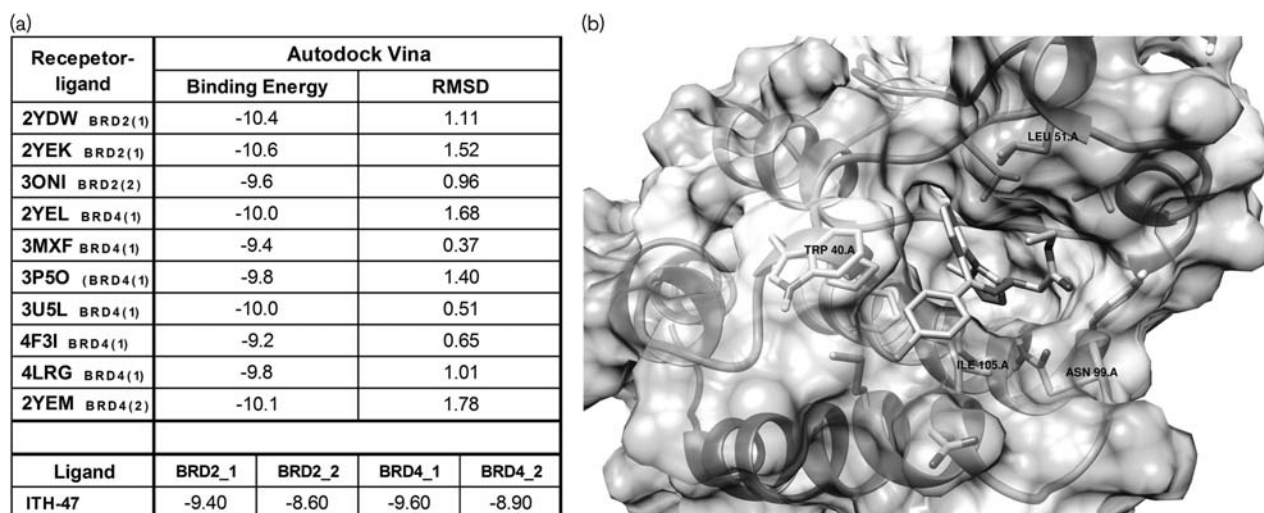 (a)
Recepetor-ligand Autodock Vina
Binding Energy RMSD
2YDW BRD2(1) -10.4 1.11
2YEK BRD2(1) -10.6 1.52
3ONI BRD2(2) -9.6 0.96
2YEL BRD4(1) -10.0 1.68
3MXF BRD4(1) -9.4 0.37
3P5O (BRD4(1) -9.8 1.40
3U5L BRD4(1) -10.0 0.51
4F3I BRD4(1) -9.2 0.65
4LRG BRD4(1) -9.8 1.01
2YEM BRD4(2) -10.1 1.78
Ligand BRD2_1 BRD2_2 BRD4_1 BRD4_2
ITH-47 -9.40 -8.60 -9.60 -8.90
(b)
LEU 51.A
TRP 40.A
ILE 105.A
ASN 99.A